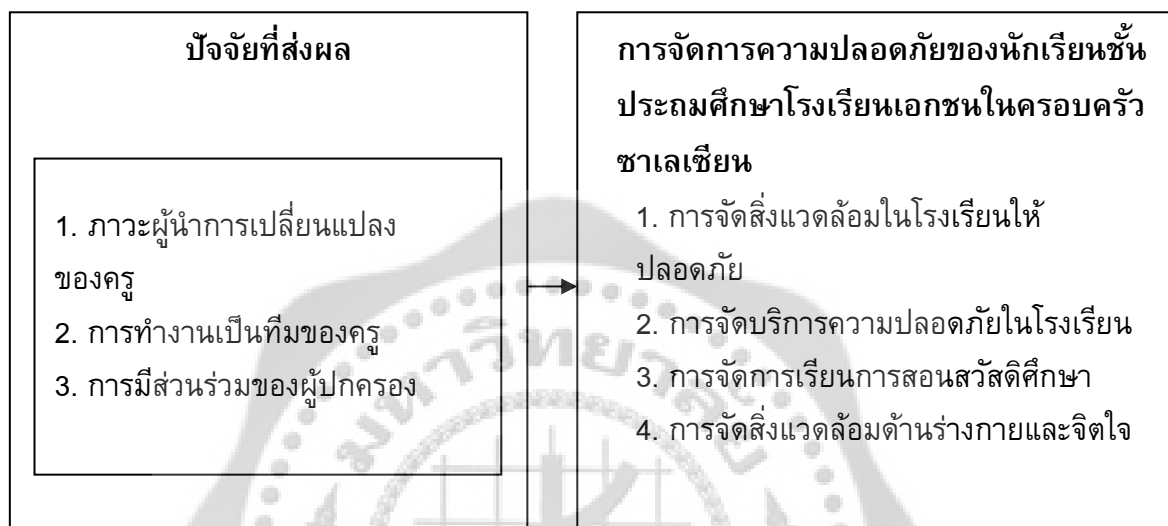 ปัจจัยที่ส่งผล
1. ภาวะผู้นำการเปลี่ยนแปลง
ของครู
2. การทำงานเป็นทีมของครู
3. การมีส่วนร่วมของผู้ปกครอง
การจัดการความปลอดภัยของนักเรียนชั้น
ประถมศึกษาโรงเรียนเอกชนในครอบครัว
ซาเลเซียน
1. การจัดสิ่งแวดล้อมในโรงเรียนให้
ปลอดภัย
2. การจัดบริการความปลอดภัยในโรงเรียน
3. การจัดการเรียนการสอนสวัสดิศึกษา
4. การจัดสิ่งแวดล้อมด้านร่างกายและจิตใจ
มหาวิทยาลัย